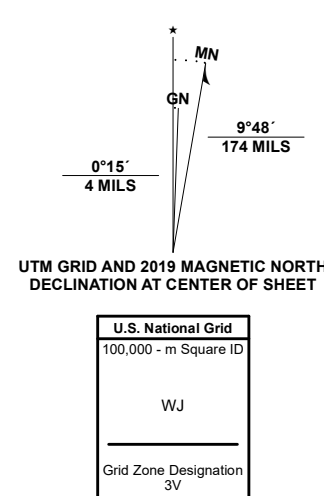 ★
MN
GN
9°48´
174 MILS
0°15´
4 MILS
UTM GRID AND 2019 MAGNETIC NORTH
DECLINATION AT CENTER OF SHEET
U.S. National Grid
100,000 - m Square ID
WJ
Grid Zone Designation
3V